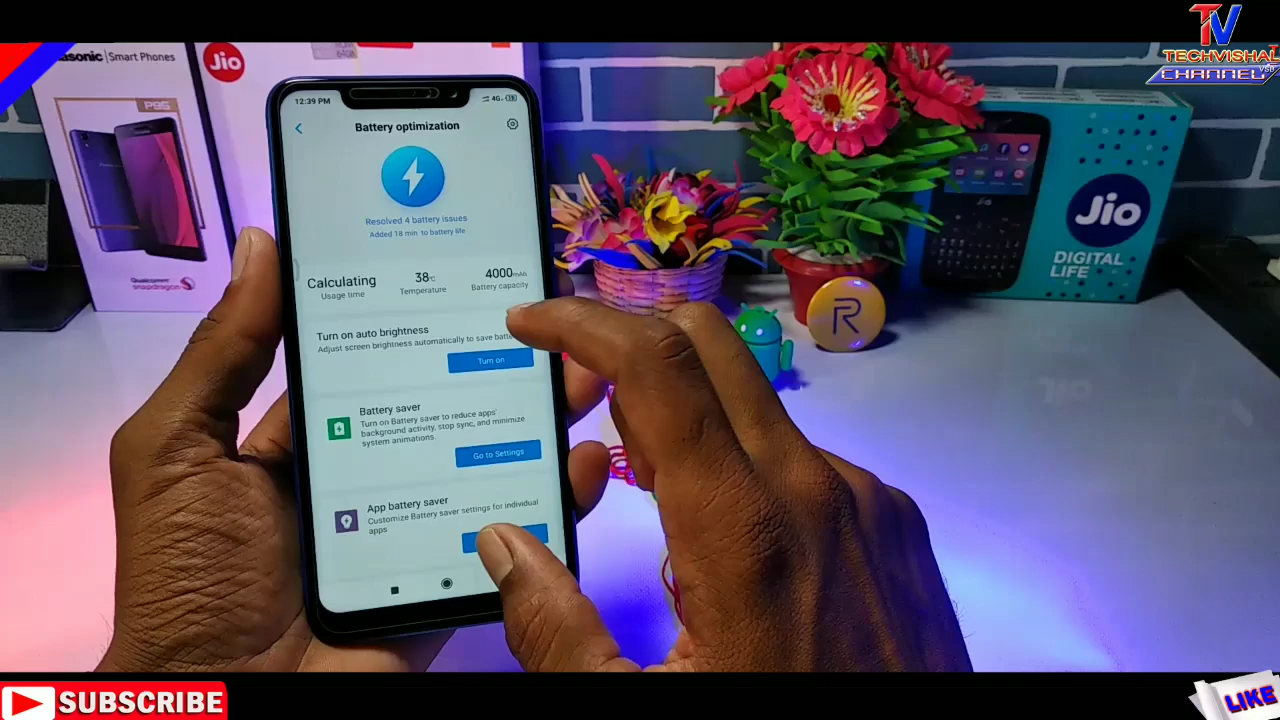 TV
TECHVISHAL
CHANNEL
asonic | Smart Phones
P95
Qualcomm
snapdragon
Jio
12:39 PM
4G
Battery optimization
Resolved 4 battery issues
Added 18 min to battery life
Calculating
Usage time
38°C
Temperature
4000mAh
Battery capacity
Turn on auto brightness
Adjust screen brightness automatically to save batte
Turn on
Battery saver
Turn on Battery saver to reduce apps'
background activity, stop sync, and minimize
system animations.
Go to Settings
App battery saver
Customize Battery saver settings for individual
apps
R
Jio
Jio
DIGITAL
LIFE
SUBSCRIBE
LIKE